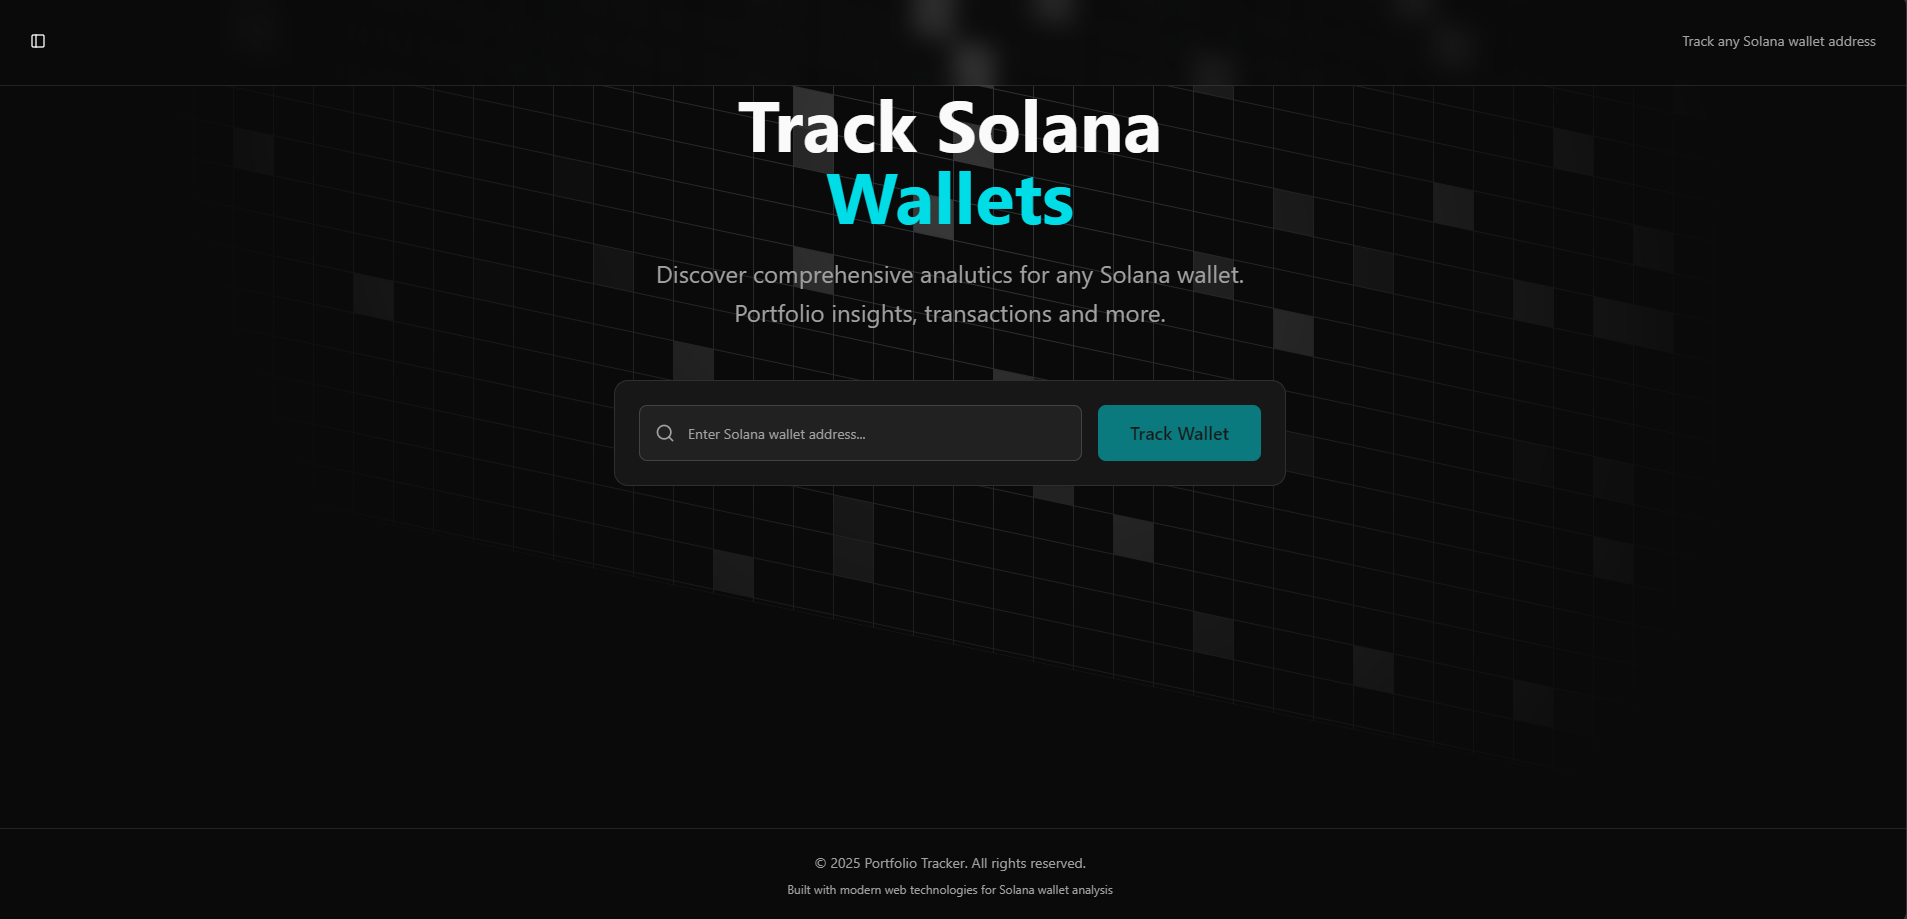 Track any Solana wallet address
Track Solana
Wallets
Discover comprehensive analutics for any Solana wallet.
Portfolio insights, transactions and more.
Enter Solana wallet address...
Track Wallet
© 2025 Portfolio Tracker. All rights reserved.
Built with modern web technologies for Solana wallet analysis